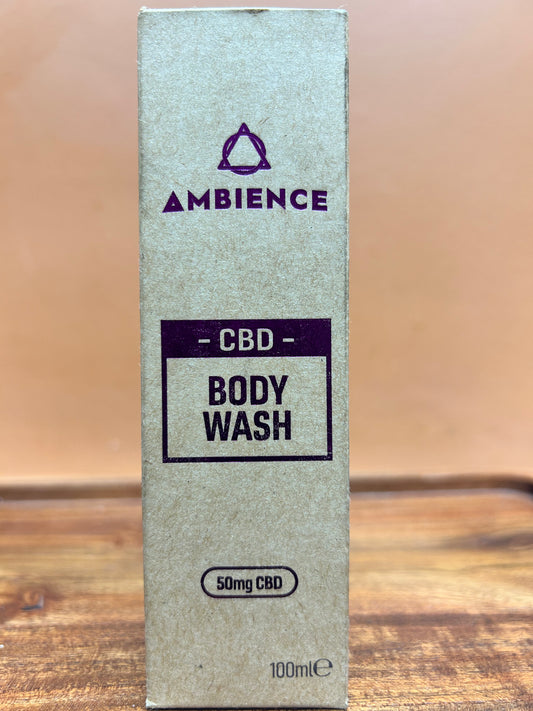 AMBIENCE
- CBD -
BODY
WASH
50mg CBD
100ml℮